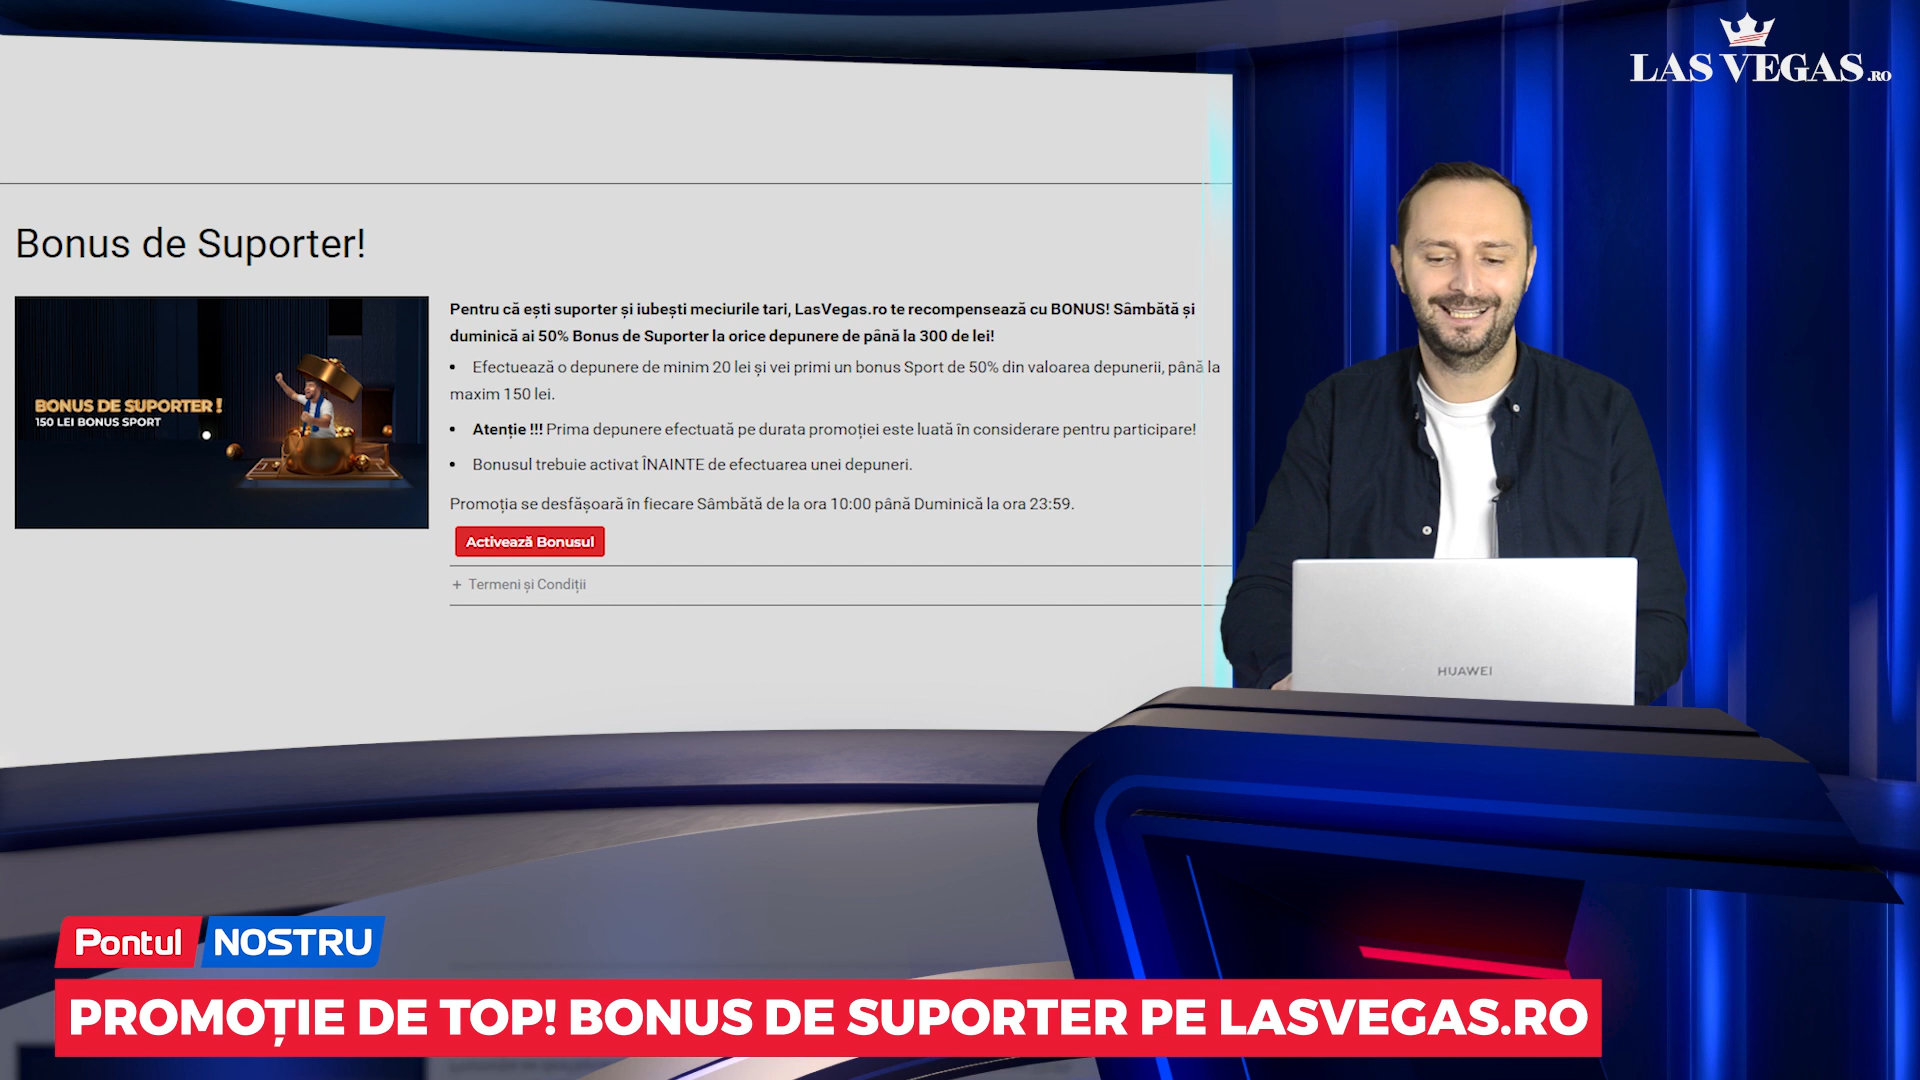 LAS VEGAS.RO
Bonus de Suporter!
BONUS DE SUPORTER !
150 LEI BONUS SPORT
Pentru că ești suporter și iubești meciurile tari, LasVegas.ro te recompensează cu BONUS! Sâmbătă și
duminică ai 50% Bonus de Suporter la orice depunere de până la 300 de lei!
• Efectuează o depunere de minim 20 lei și vei primi un bonus Sport de 50% din valoarea depunerii, până la
maxim 150 lei.
• Atenție !!! Prima depunere efectuată pe durata promoției este luată în considerare pentru participare!
• Bonusul trebuie activat ÎNAINTE de efectuarea unei depuneri.
Promoția se desfășoară în fiecare Sâmbătă de la ora 10:00 până Duminică la ora 23:59.
Activează Bonusul
+ Termeni și Condiții
HUAWEI
Pontul NOSTRU
PROMOȚIE DE TOP! BONUS DE SUPORTER PE LASVEGAS.RO